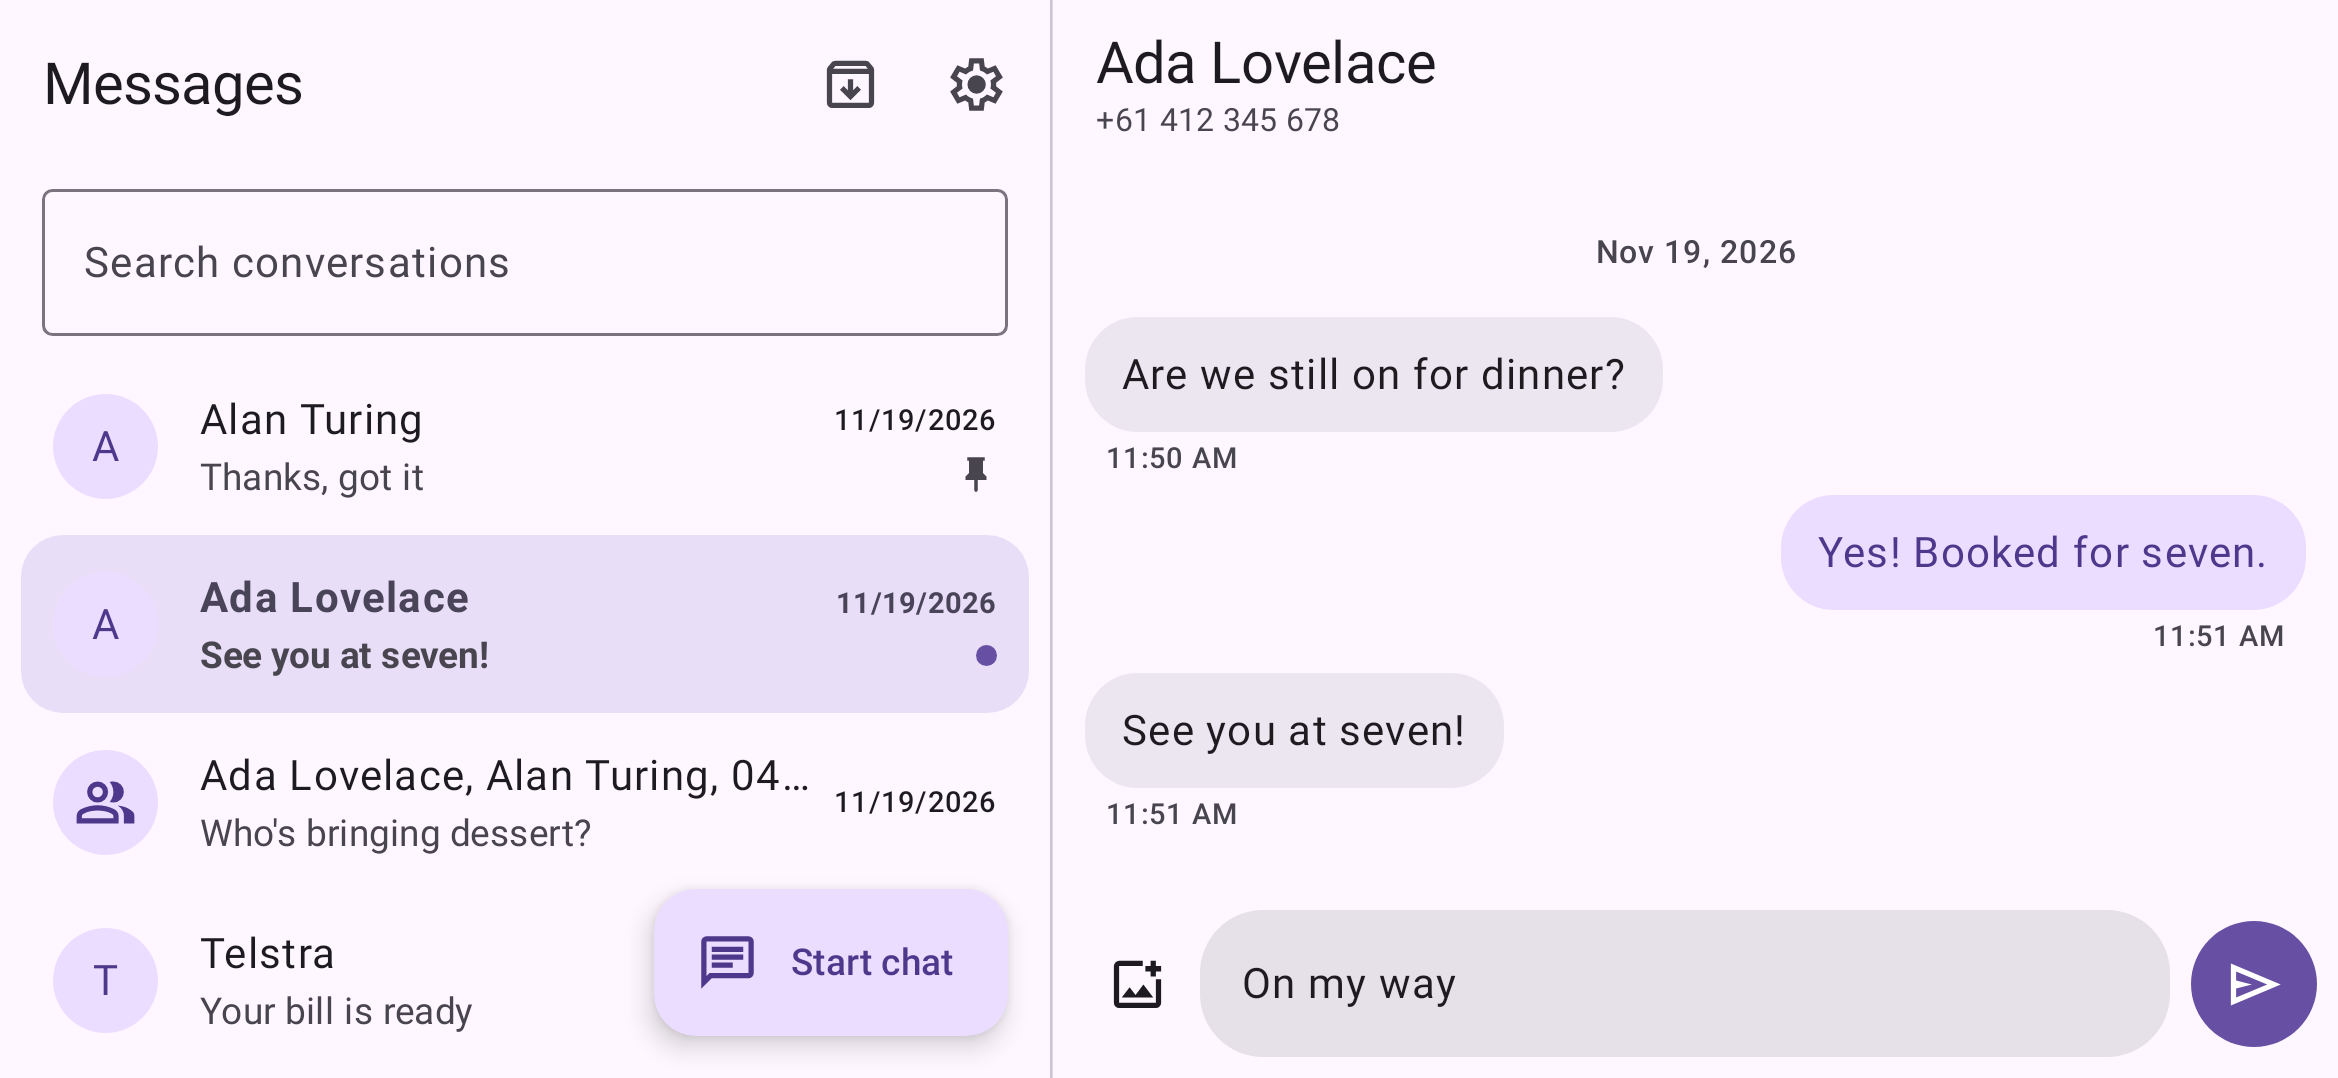 Messages
Search conversations
A
Alan Turing
11/19/2026
Thanks, got it
A
Ada Lovelace
11/19/2026
See you at seven!
Ada Lovelace, Alan Turing, 04…
11/19/2026
Who's bringing dessert?
T
Telstra
Your bill is ready
Start chat
Ada Lovelace
+61 412 345 678
Nov 19, 2026
Are we still on for dinner?
11:50 AM
Yes! Booked for seven.
11:51 AM
See you at seven!
11:51 AM
On my way